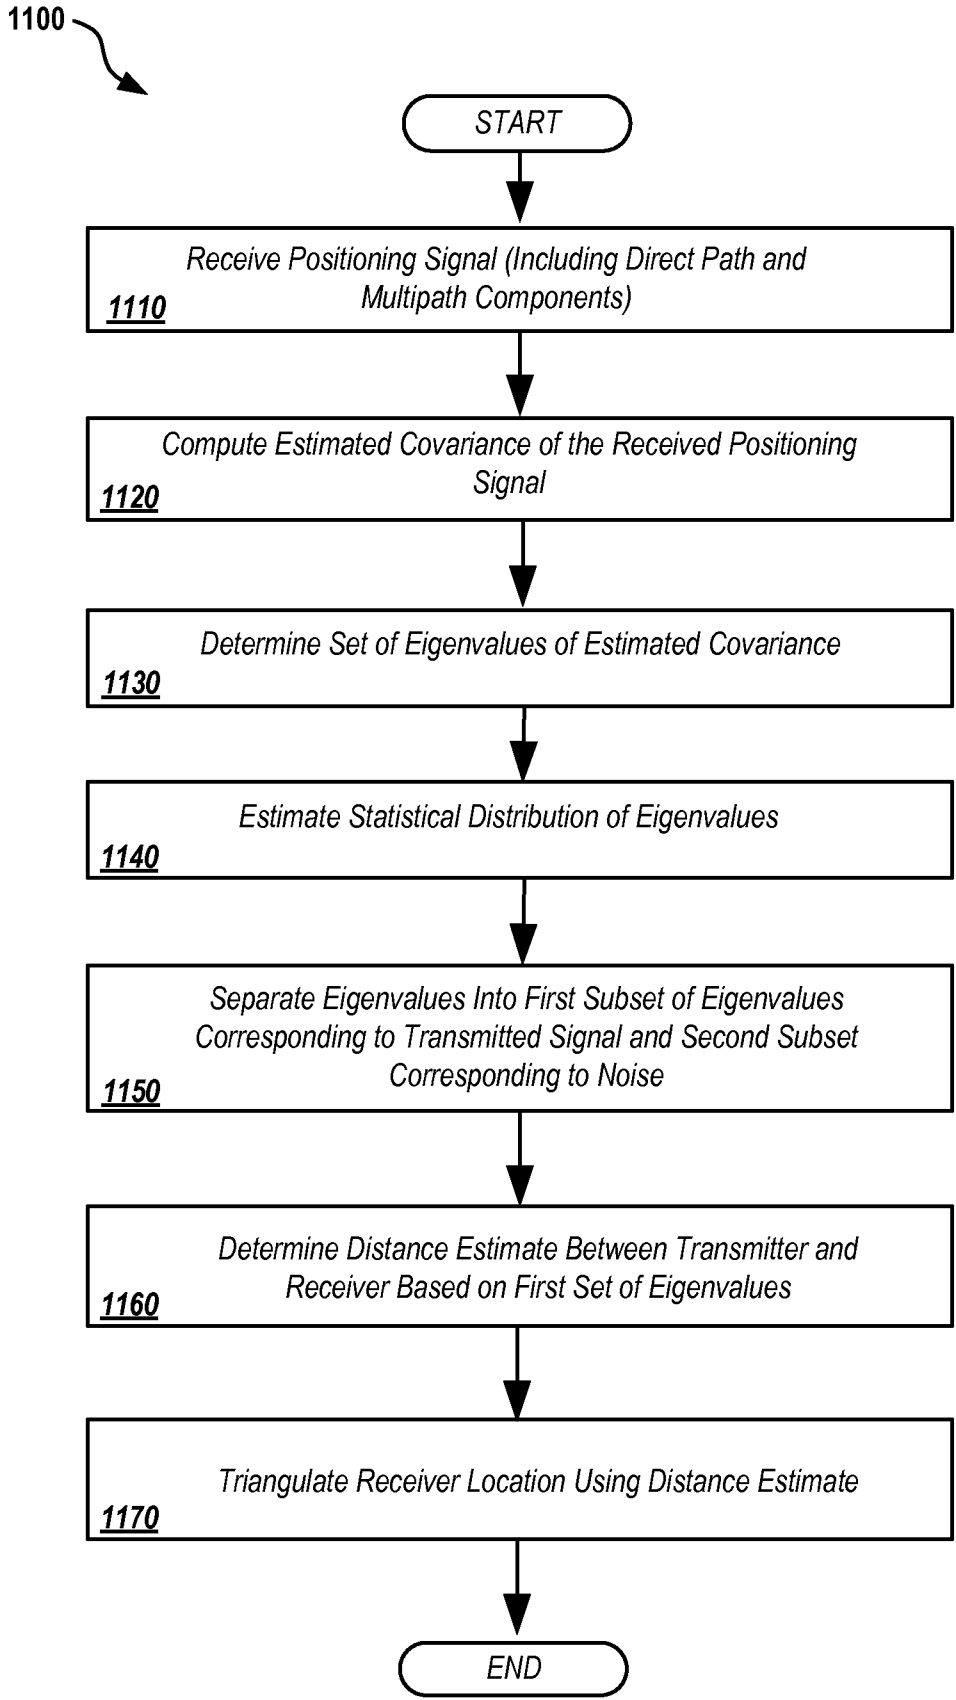 1100
START
Receive Positioning Signal (Including Direct Path and
Multipath Components)
1110
Compute Estimated Covariance of the Received Positioning
Signal
1120
Determine Set of Eigenvalues of Estimated Covariance
1130
Estimate Statistical Distribution of Eigenvalues
1140
Separate Eigenvalues Into First Subset of Eigenvalues
Corresponding to Transmitted Signal and Second Subset
Corresponding to Noise
1150
Determine Distance Estimate Between Transmitter and
Receiver Based on First Set of Eigenvalues
1160
Triangulate Receiver Location Using Distance Estimate
1170
END